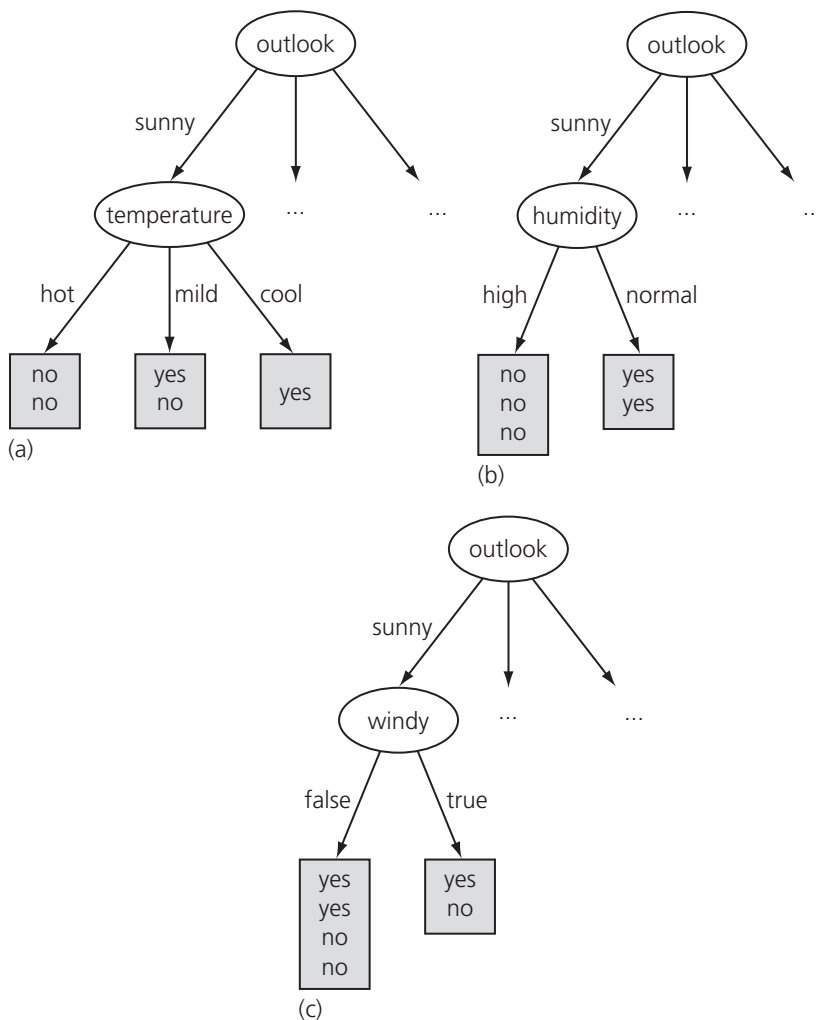 outlook
sunny
temperature
...
...
hot
mild
cool
no
no
yes
no
yes
(a)
outlook
sunny
humidity
...
..
high
normal
no
no
no
yes
yes
(b)
outlook
sunny
windy
...
...
false
true
yes
yes
no
no
yes
no
(c)